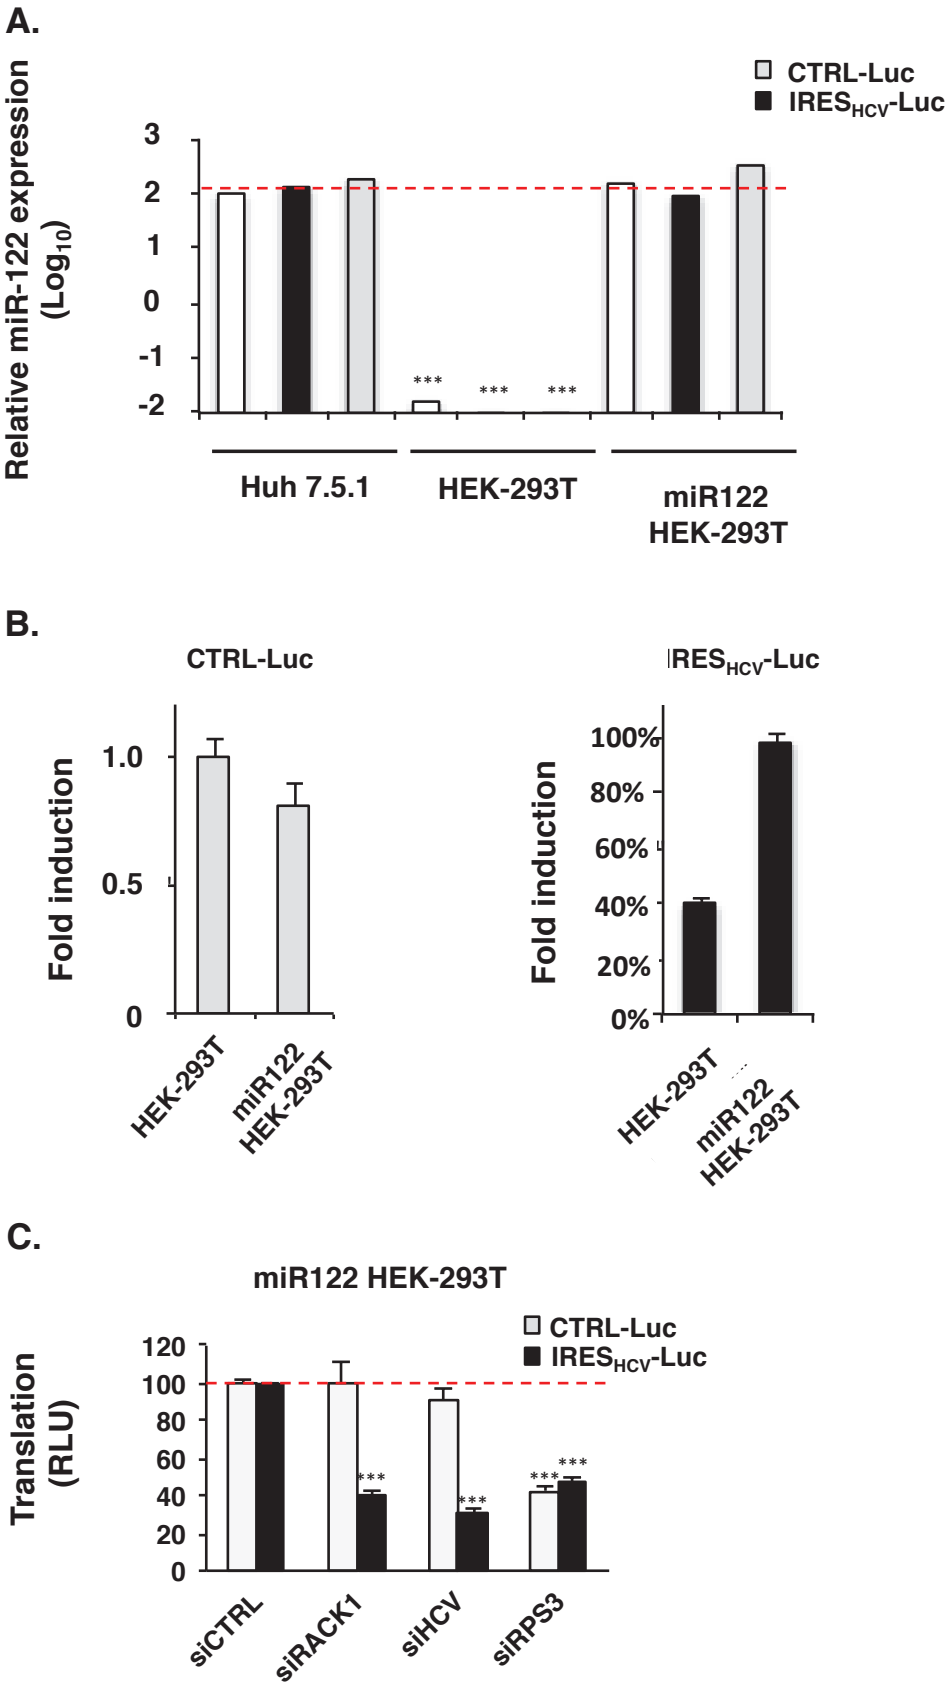 A.
CTRL-Luc
IRESHCV-Luc
Relative miR-122 expression
(Log10)
3
2
1
0
-1
-2
***
***
***
Huh 7.5.1
HEK-293T
miR122
HEK-293T
B.
CTRL-Luc
Fold induction
1.0
0.5
0
HEK-293T
miR122
HEK-293T
IRESHCV-Luc
Fold induction
100%
80%
60%
40%
20%
0%
HEK-293T
miR122
HEK-293T
C.
miR122 HEK-293T
CTRL-Luc
IRESHCV-Luc
Translation
(RLU)
120
100
80
60
40
20
0
***
***
***
***
siCTRL
siRACK1
siHCV
siRPS3